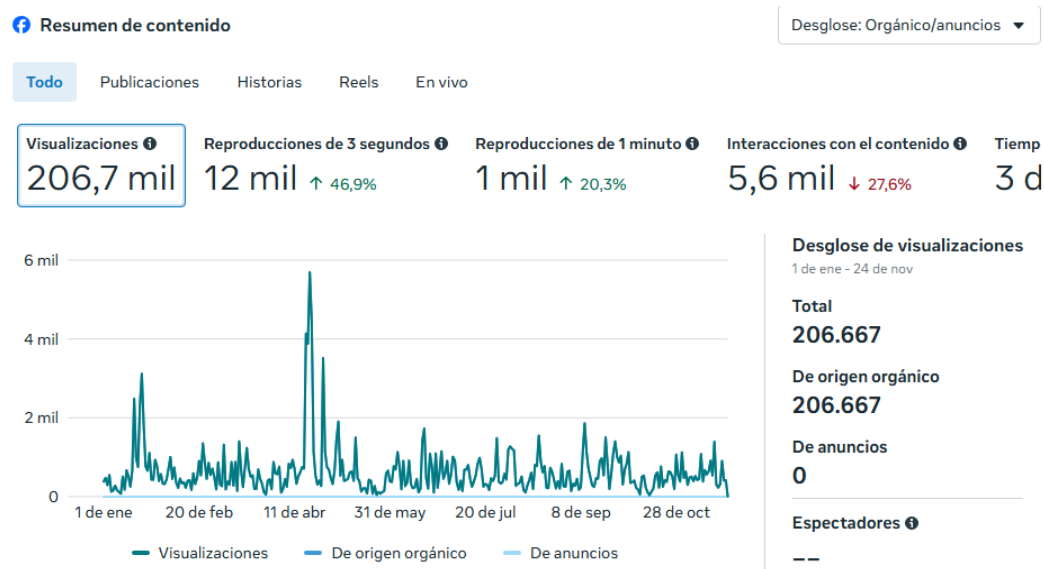 Resumen de contenido
Desglose: Orgánico/anuncios
Todo Publicaciones Historias Reels En vivo
Visualizaciones Reproducciones de 3 segundos Reproducciones de 1 minuto Interacciones con el contenido Tiemp
206,7 mil 12 mil ↑ 46,9% 1 mil ↑ 20,3% 5,6 mil ↓ 27,6% 3 d
6 mil
4 mil
2 mil
0
1 de ene 20 de feb 11 de abr 31 de may 20 de jul 8 de sep 28 de oct
Visualizaciones De origen orgánico De anuncios
Desglose de visualizaciones
1 de ene - 24 de nov
Total
206.667
De origen orgánico
206.667
De anuncios
0
Espectadores
--